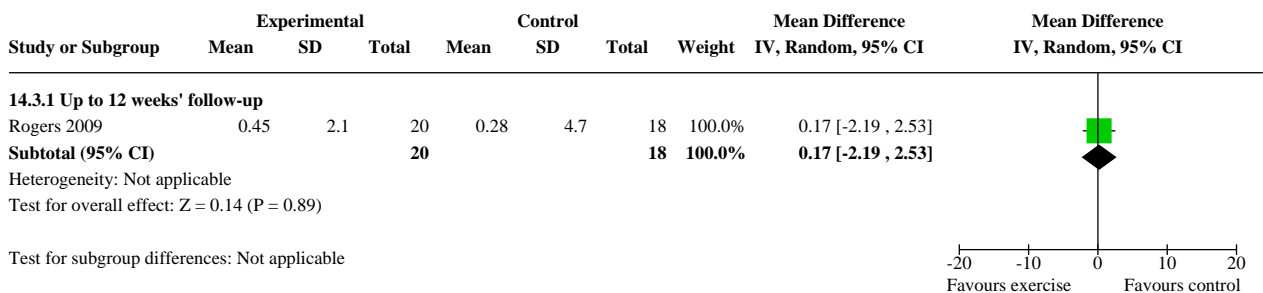 Experimental Control Mean Difference Mean Difference
Study or Subgroup Mean SD Total Mean SD Total Weight IV, Random, 95% CI IV, Random, 95% CI
14.3.1 Up to 12 weeks' follow-up
Rogers 2009 0.45 2.1 20 0.28 4.7 18 100.0% 0.17 [-2.19 , 2.53]
Subtotal (95% CI) 20 18 100.0% 0.17 [-2.19 , 2.53]
Heterogeneity: Not applicable
Test for overall effect: Z = 0.14 (P = 0.89)
Test for subgroup differences: Not applicable
-20 -10 0 10 20
Favours exercise Favours control